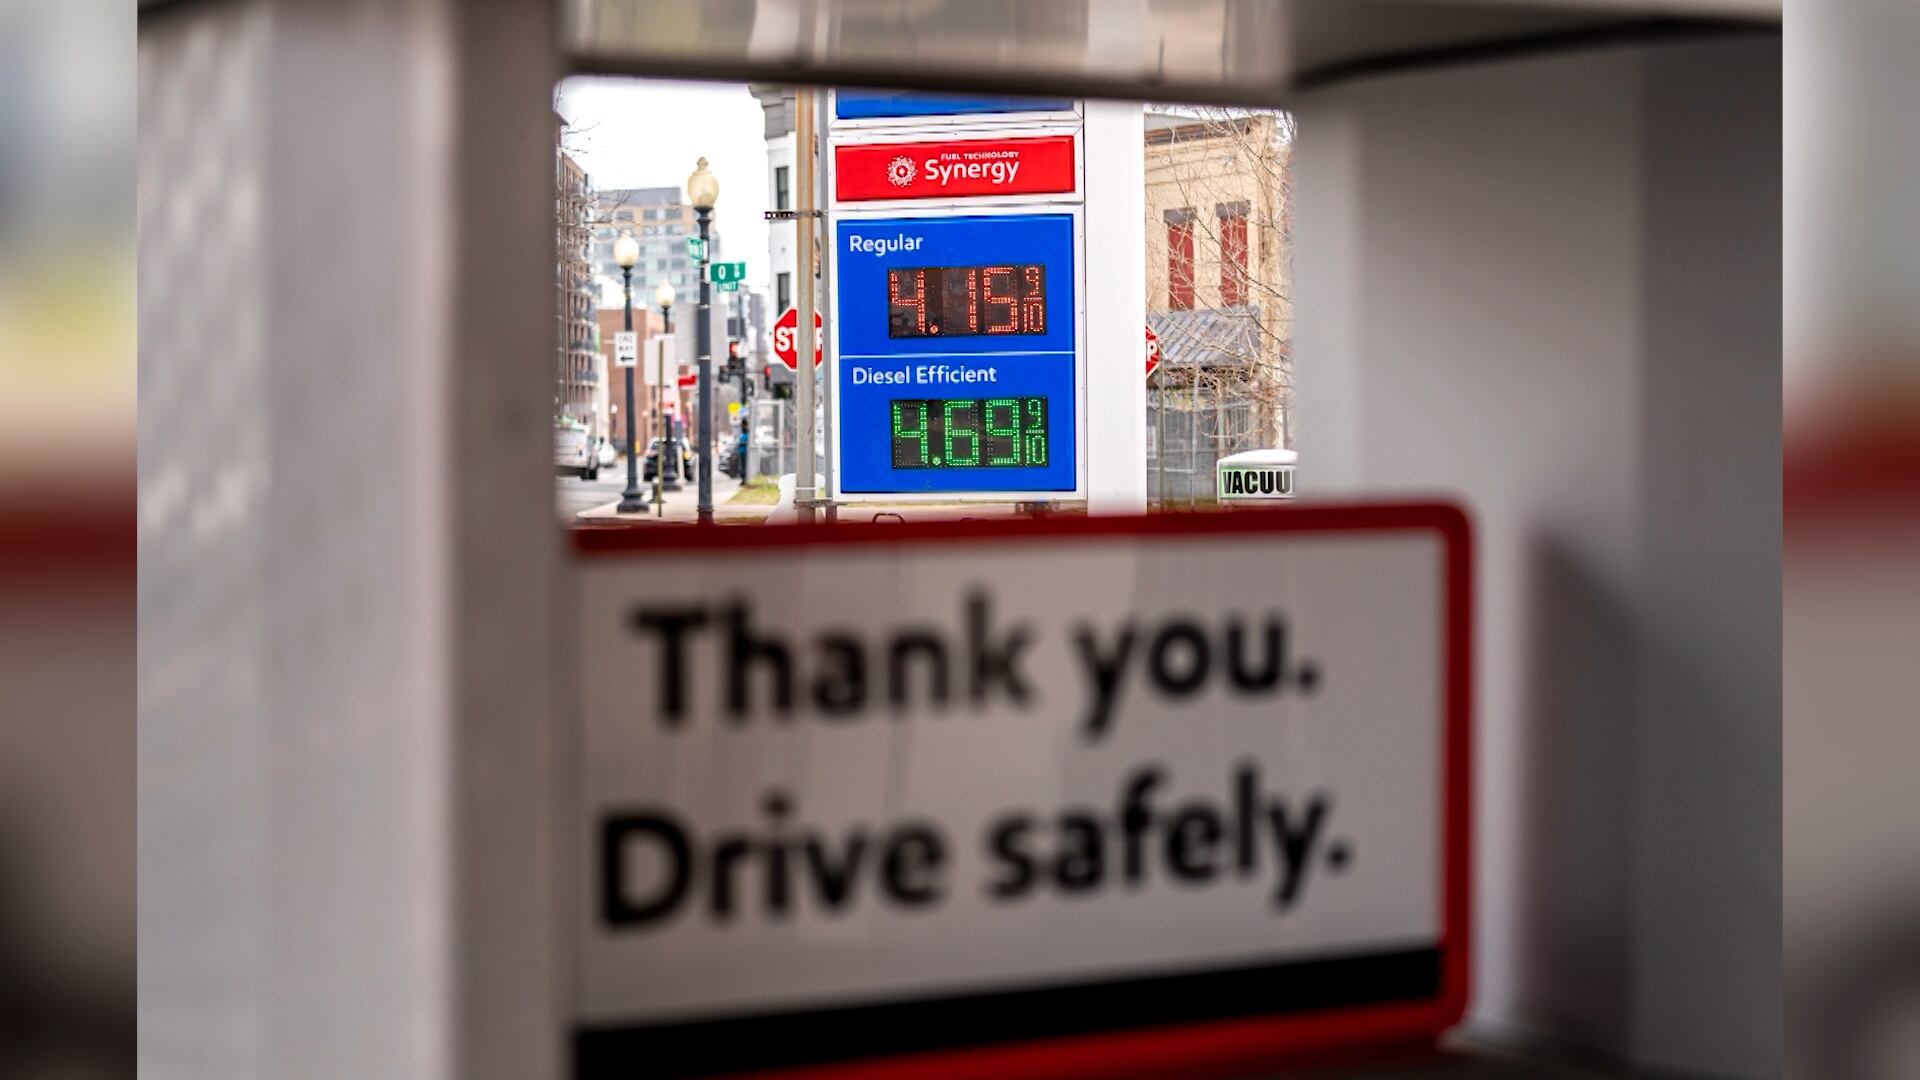 FUEL TECHNOLOGY
Synergy
Regular
4.15 9/10
Diesel Efficient
4.69 9/10
STOP
ONE
WAY
VACUU
Thank you.
Drive safely.